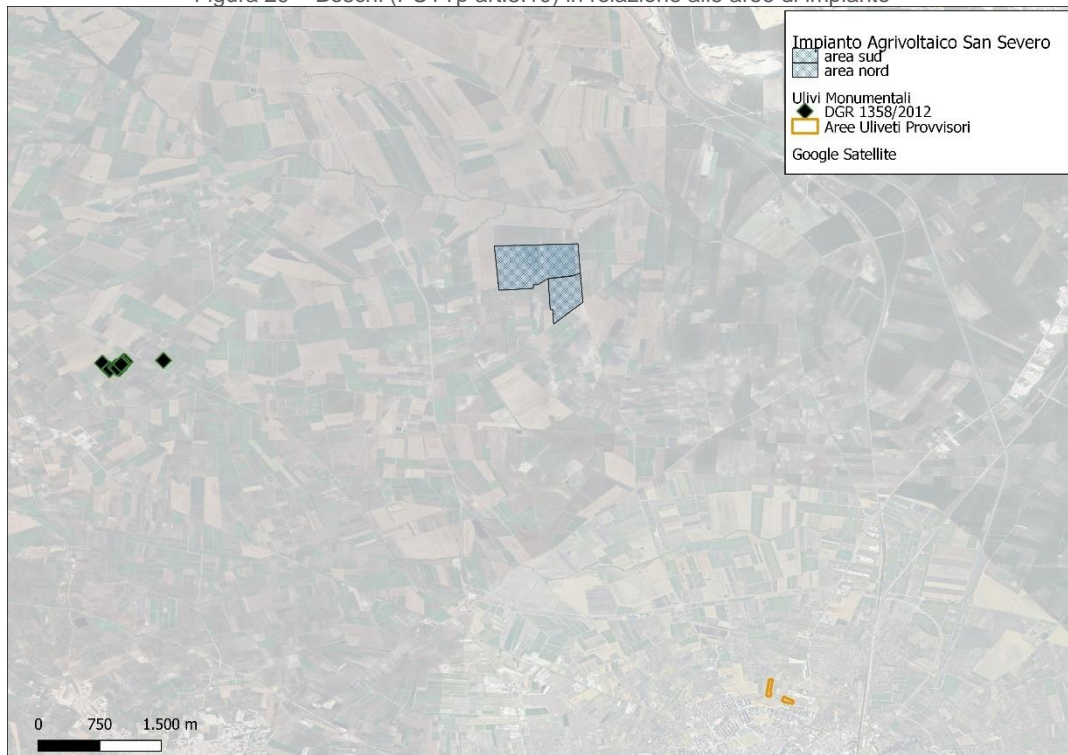 Impianto Agrivoltaico San Severo
area sud
area nord
Ulivi Monumentali
DGR 1358/2012
Aree Uliveti Provvisori
Google Satellite
0 750 1.500 m